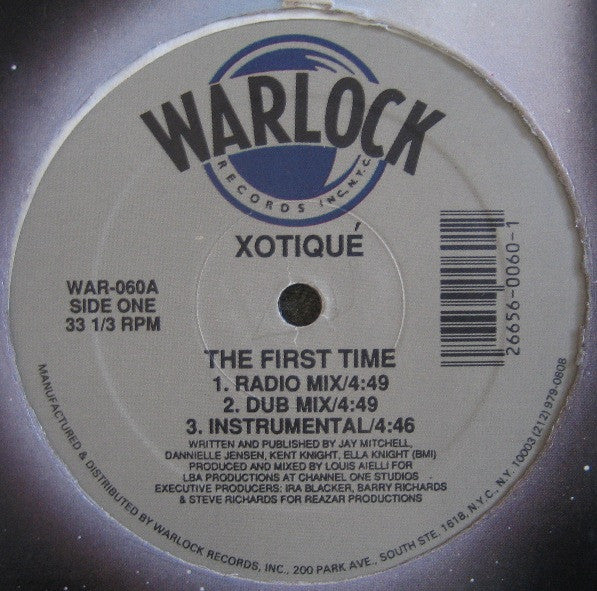 WARLOCK
RECORDS INC. N.Y.C.
XOTIQUÉ
WAR-060A
SIDE ONE
33 1/3 RPM
26656-0060-1
THE FIRST TIME
1. RADIO MIX/4:49
2. DUB MIX/4:49
3. INSTRUMENTAL/4:46
WRITTEN AND PUBLISHED BY JAY MITCHELL,
DANNIELLE JENSEN, KENT KNIGHT, ELLA KNIGHT (BMI)
PRODUCED AND MIXED BY LOUIS AIELLI FOR
LBA PRODUCTIONS AT CHANNEL ONE STUDIOS
EXECUTIVE PRODUCERS: IRA BLACKER, BARRY RICHARDS
& STEVE RICHARDS FOR REAZAR PRODUCTIONS
MANUFACTURED & DISTRIBUTED BY WARLOCK RECORDS, INC., 200 PARK AVE., SOUTH STE. 1618, N.Y.C., N.Y. 10003 (212) 979-0808